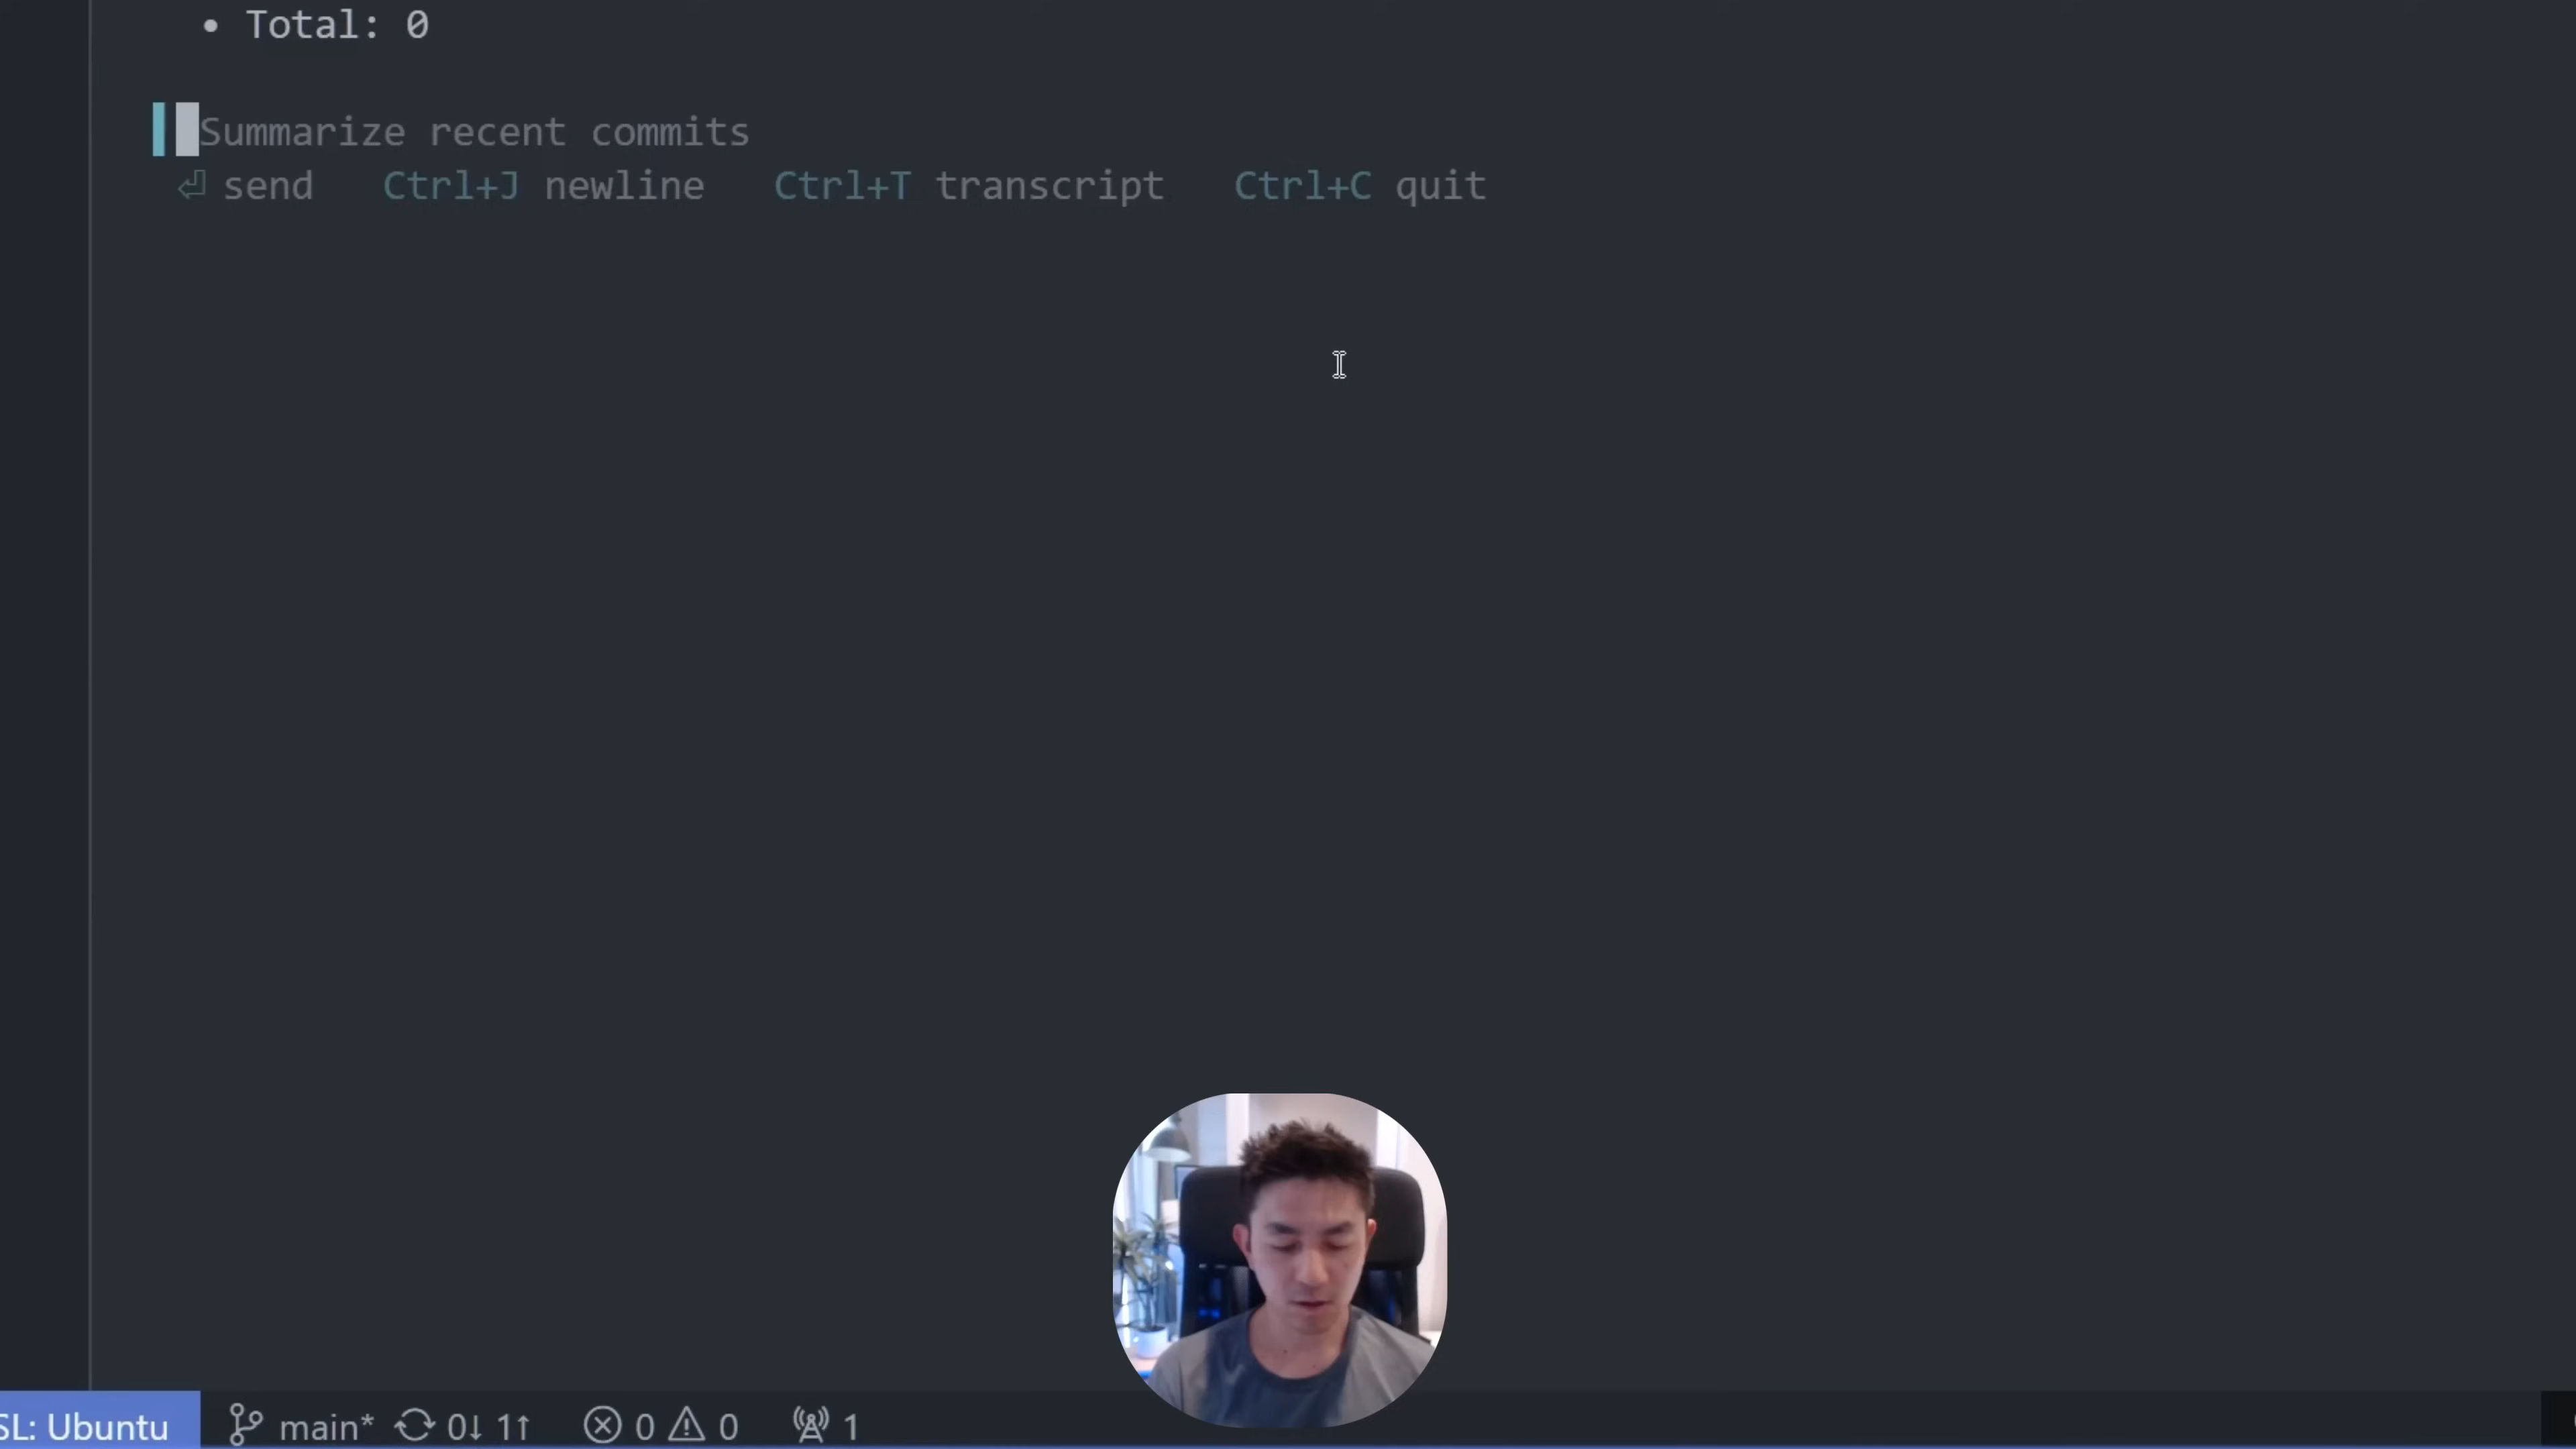 • Total: 0
Summarize recent commits
⏎ send Ctrl+J newline Ctrl+T transcript Ctrl+C quit
SL: Ubuntu main* 0↓ 1↑ 0 0 1